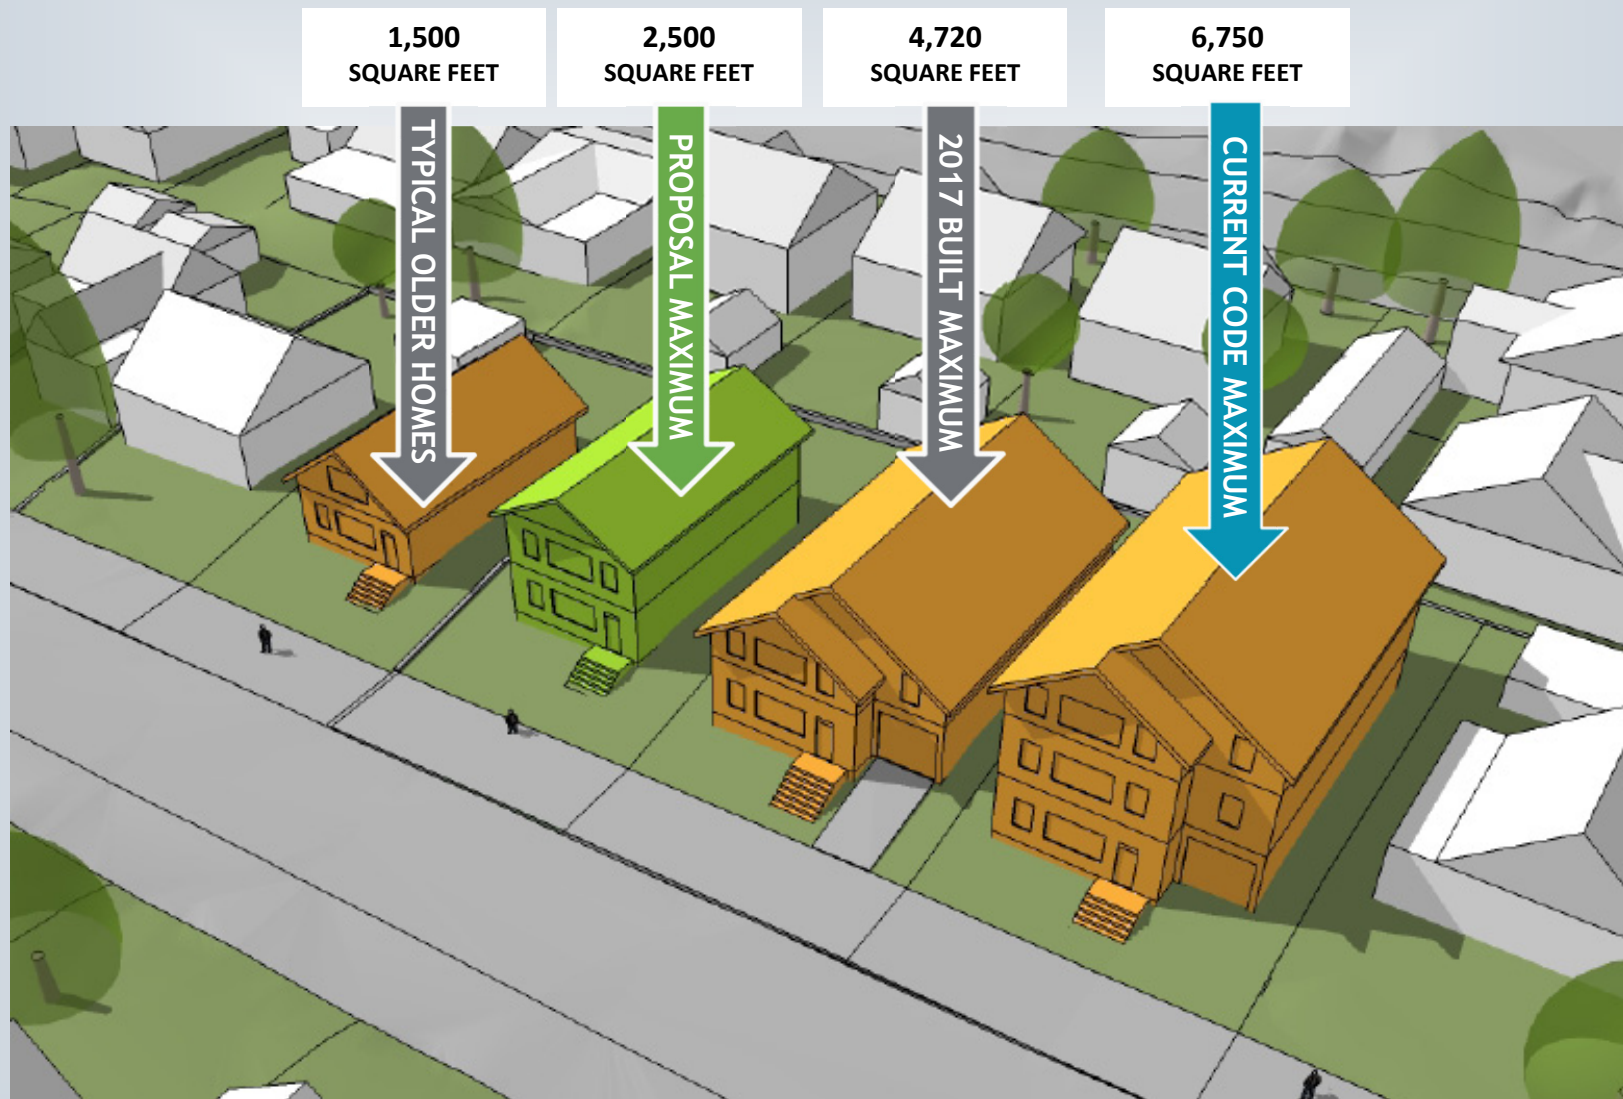 1,500
SQUARE FEET
TYPICAL OLDER HOMES
2,500
SQUARE FEET
PROPOSAL MAXIMUM
4,720
SQUARE FEET
2017 BUILT MAXIMUM
6,750
SQUARE FEET
CURRENT CODE MAXIMUM